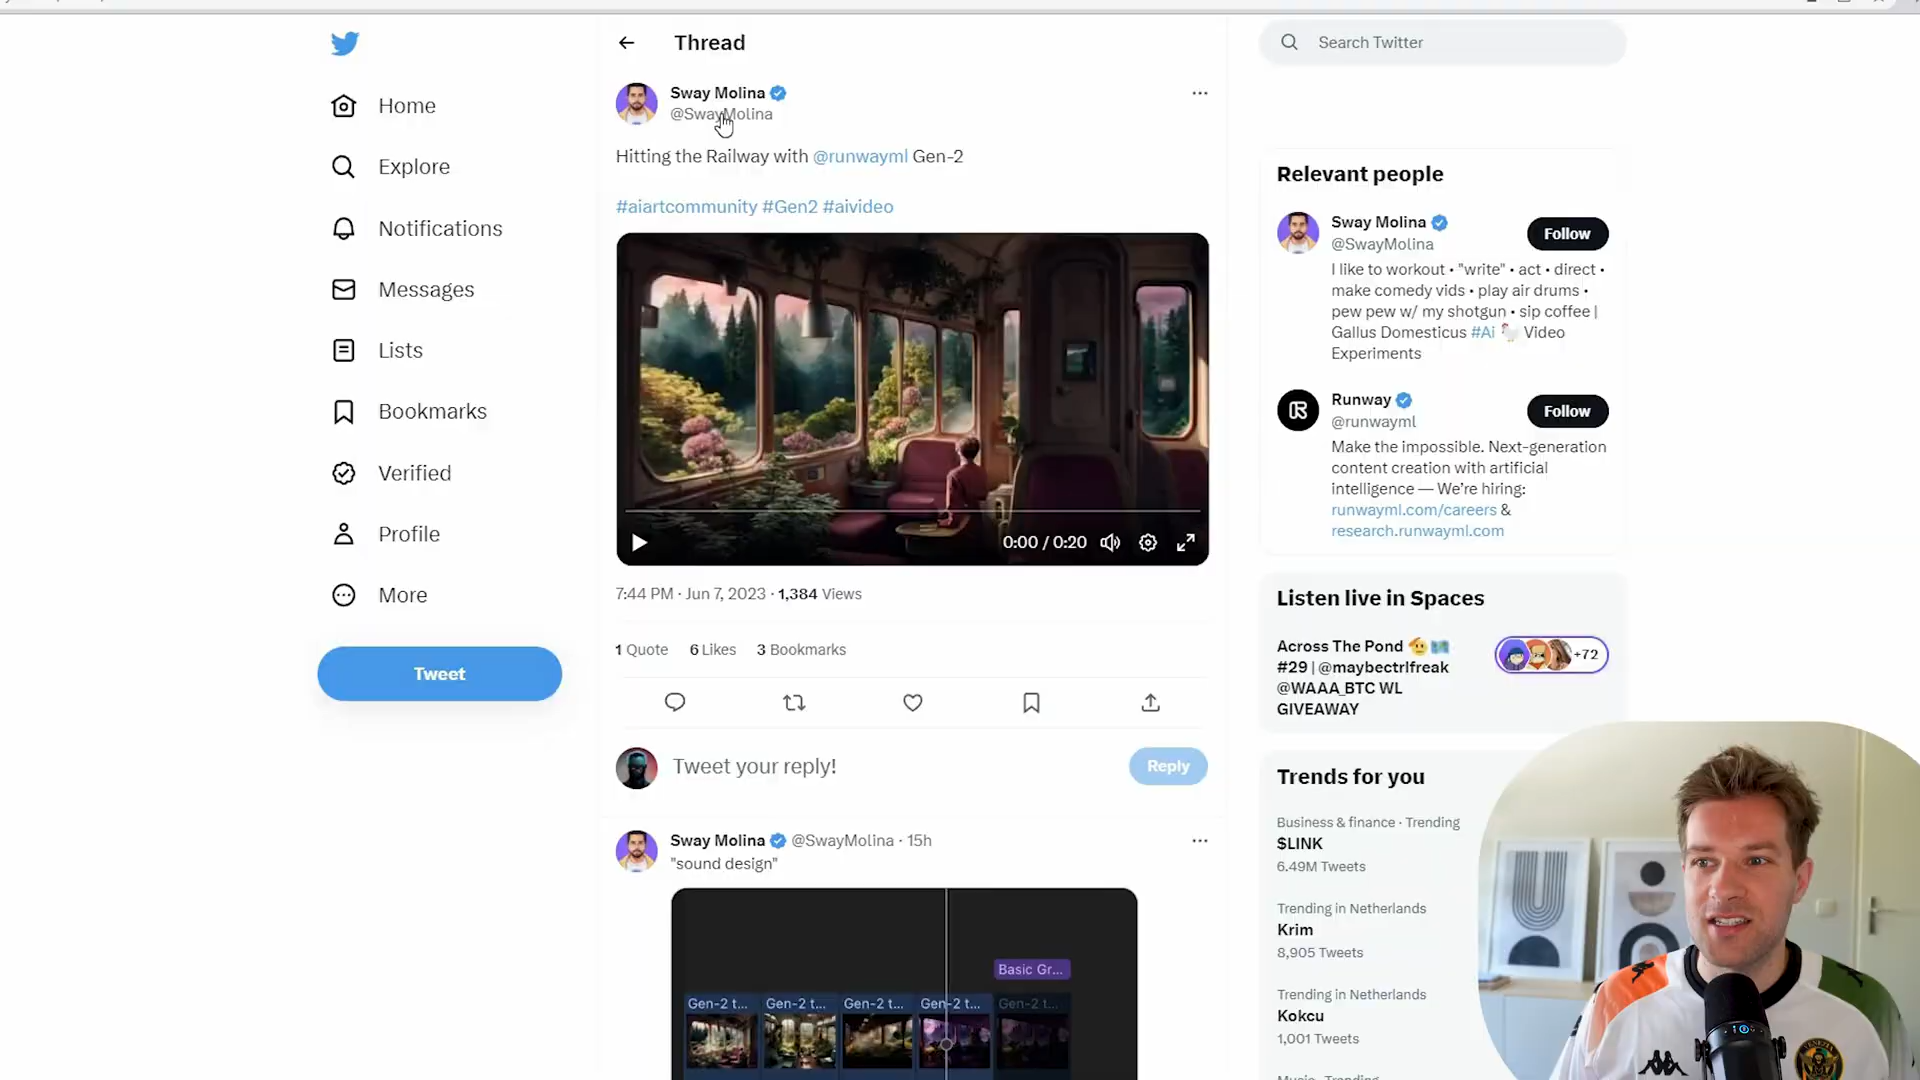 Home
Explore
Notifications
Messages
Lists
Bookmarks
Verified
Profile
More
Tweet
Thread
Sway Molina
@SwayMolina
Hitting the Railway with @runwayml Gen-2
#aiartcommunity #Gen2 #aivideo
0:00 / 0:20
7:44 PM · Jun 7, 2023 · 1,384 Views
1 Quote 6 Likes 3 Bookmarks
Tweet your reply!
Reply
Sway Molina @SwayMolina · 15h
"sound design"
Basic Gr...
Gen-2 t... Gen-2 t... Gen-2 t... Gen-2 t... Gen-2 t...
Search Twitter
Relevant people
Sway Molina
@SwayMolina
Follow
I like to workout • "write" • act • direct •
make comedy vids • play air drums •
pew pew w/ my shotgun • sip coffee |
Gallus Domesticus #Ai 🐓 Video
Experiments
Runway
@runwayml
Follow
Make the impossible. Next-generation
content creation with artificial
intelligence — We're hiring:
runwayml.com/careers &
research.runwayml.com
Listen live in Spaces
Across The Pond 🫡🗺️
#29 | @maybectrlfreak
@WAAA_BTC WL
GIVEAWAY
+72
Trends for you
Business & finance · Trending
$LINK
6.49M Tweets
Trending in Netherlands
Krim
8,905 Tweets
Trending in Netherlands
Kokcu
1,001 Tweets